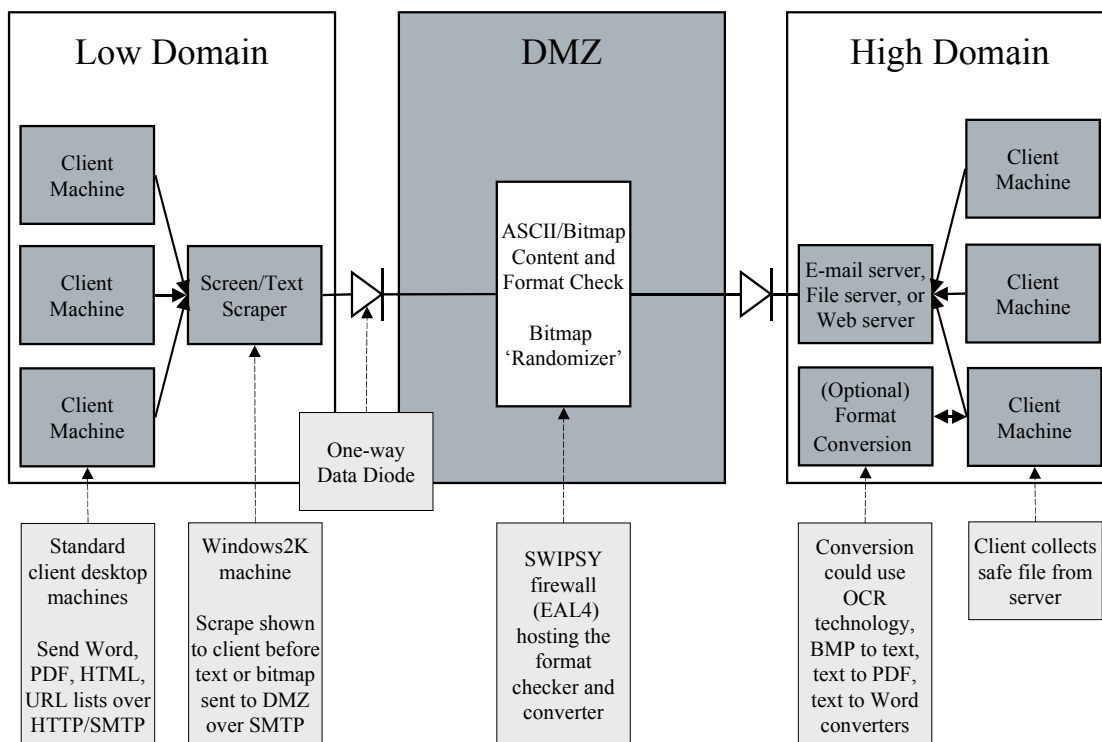 Low Domain
DMZ
High Domain
Client
Machine
Client
Machine
Client
Machine
Screen/Text
Scraper
One-way
Data Diode
ASCII/Bitmap
Content and
Format Check
Bitmap
‘Randomizer’
E-mail server,
File server, or
Web server
(Optional)
Format
Conversion
Client
Machine
Client
Machine
Client
Machine
Standard
client desktop
machines
Send Word,
PDF, HTML,
URL lists over
HTTP/SMTP
Windows2K
machine
Scrape shown
to client before
text or bitmap
sent to DMZ
over SMTP
SWIPSY
firewall
(EAL4)
hosting the
format
checker and
converter
Conversion
could use
OCR
technology,
BMP to text,
text to PDF,
text to Word
converters
Client collects
safe file from
server